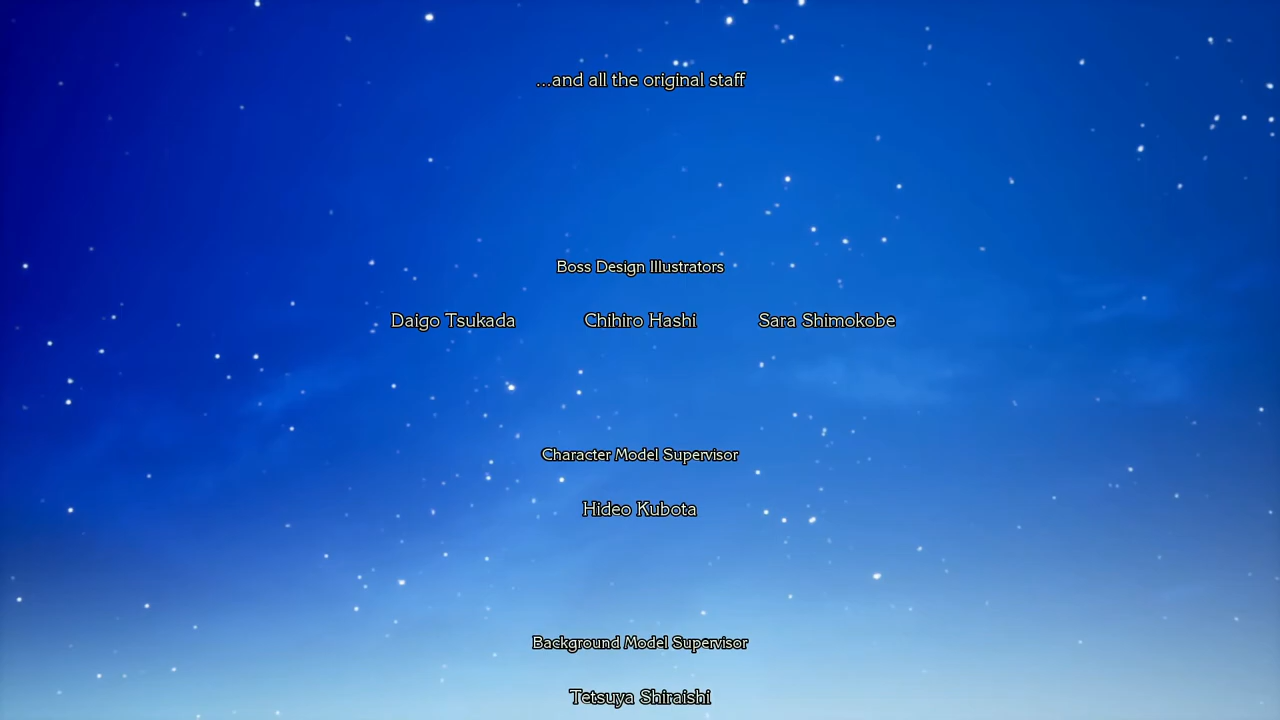 ...and all the original staff
Boss Design Illustrators
Daigo Tsukada Chihiro Hashi Sara Shimokobe
Character Model Supervisor
Hideo Kubota
Background Model Supervisor
Tetsuya Shiraishi